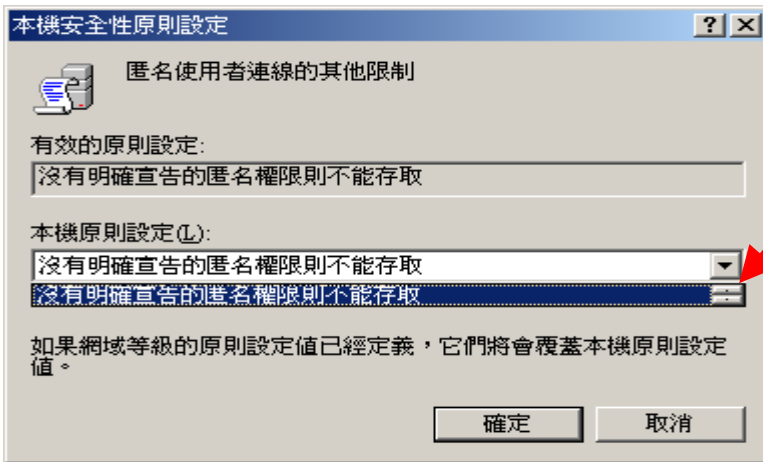 本機安全性原則設定
匿名使用者連線的其他限制
有效的原則設定:
沒有明確宣告的匿名權限則不能存取
本機原則設定(L):
沒有明確宣告的匿名權限則不能存取
沒有明確宣告的匿名權限則不能存取
如果網域等級的原則設定值已經定義，它們將會覆蓋本機原則設定
值。
確定
取消